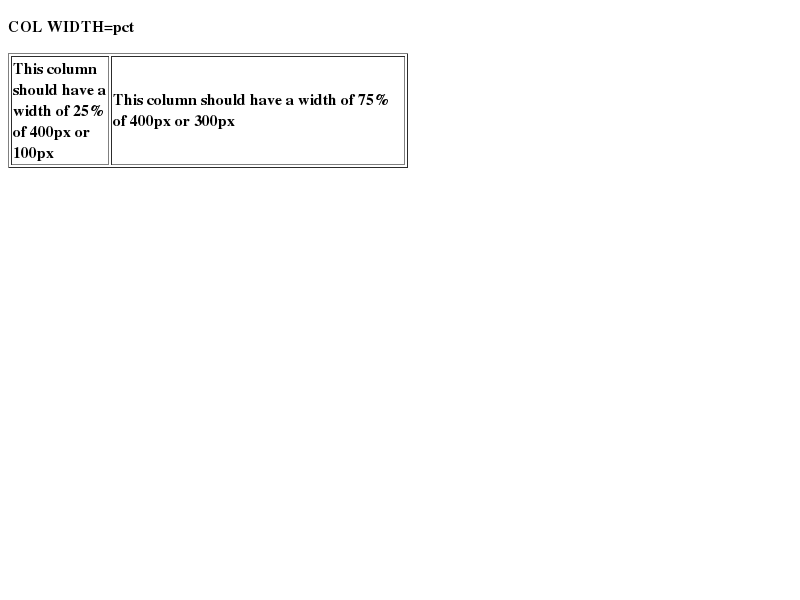 COL WIDTH=pct
This column
should have a
width of 25%
of 400px or
100px
This column should have a width of 75%
of 400px or 300px